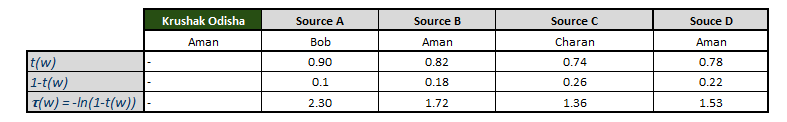 Krushak Odisha Source A Source B Source C Souce D
Aman Bob Aman Charan Aman
t(w) - 0.90 0.82 0.74 0.78
1-t(w) - 0.1 0.18 0.26 0.22
τ(w) = -ln(1-t(w)) - 2.30 1.72 1.36 1.53